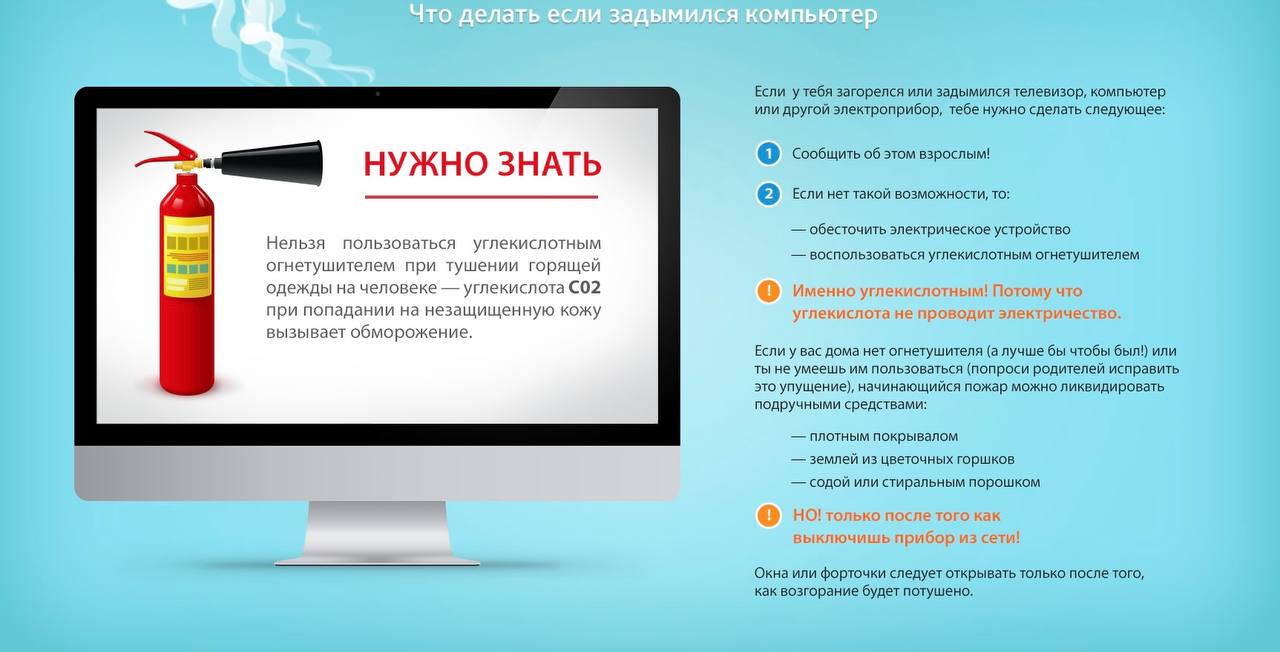 Что делать если задымился компьютер
НУЖНО ЗНАТЬ
Нельзя пользоваться углекислотным
огнетушителем при тушении горящей
одежды на человеке — углекислота C02
при попадании на незащищенную кожу
вызывает обморожение.
Если у тебя загорелся или задымился телевизор, компьютер
или другой электроприбор, тебе нужно сделать следующее:
1 Сообщить об этом взрослым!
2 Если нет такой возможности, то:
— обесточить электрическое устройство
— воспользоваться углекислотным огнетушителем
! Именно углекислотным! Потому что
углекислота не проводит электричество.
Если у вас дома нет огнетушителя (а лучше бы чтобы был!) или
ты не умеешь им пользоваться (попроси родителей исправить
это упущение), начинающийся пожар можно ликвидировать
подручными средствами:
— плотным покрывалом
— землей из цветочных горшков
— содой или стиральным порошком
! НО! только после того как
выключишь прибор из сети!
Окна или форточки следует открывать только после того,
как возгорание будет потушено.